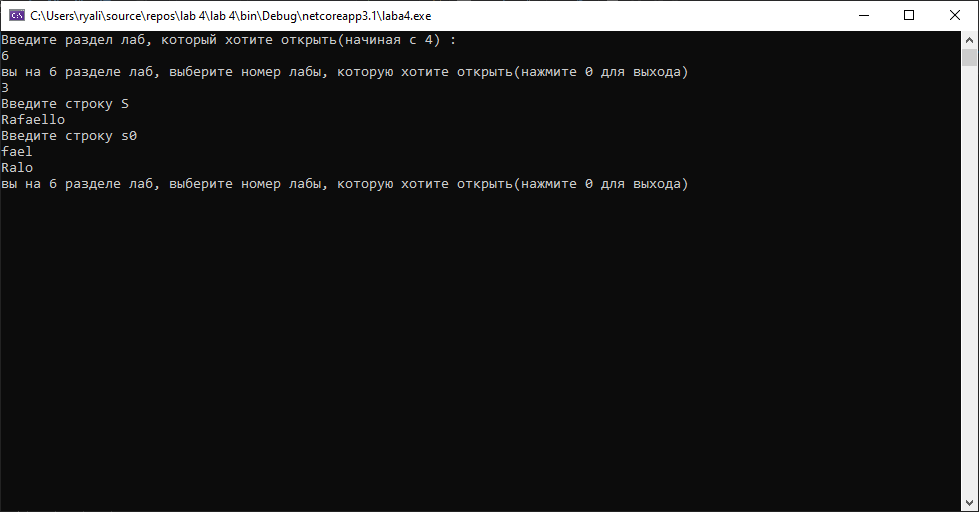 C:\Users\ryali\source\repos\lab 4\lab 4\bin\Debug\netcoreapp3.1\laba4.exe
Введите раздел лаб, который хотите открыть(начиная с 4) :
6
вы на 6 разделе лаб, выберите номер лабы, которую хотите открыть(нажмите 0 для выхода)
3
Введите строку S
Rafaello
Введите строку s0
fael
Ralo
вы на 6 разделе лаб, выберите номер лабы, которую хотите открыть(нажмите 0 для выхода)